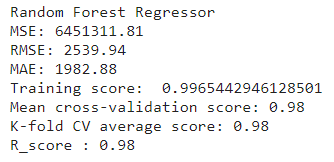 Random Forest Regressor
MSE: 6451311.81
RMSE: 2539.94
MAE: 1982.88
Training score:  0.9965442946128501
Mean cross-validation score: 0.98
K-fold CV average score: 0.98
R_score : 0.98